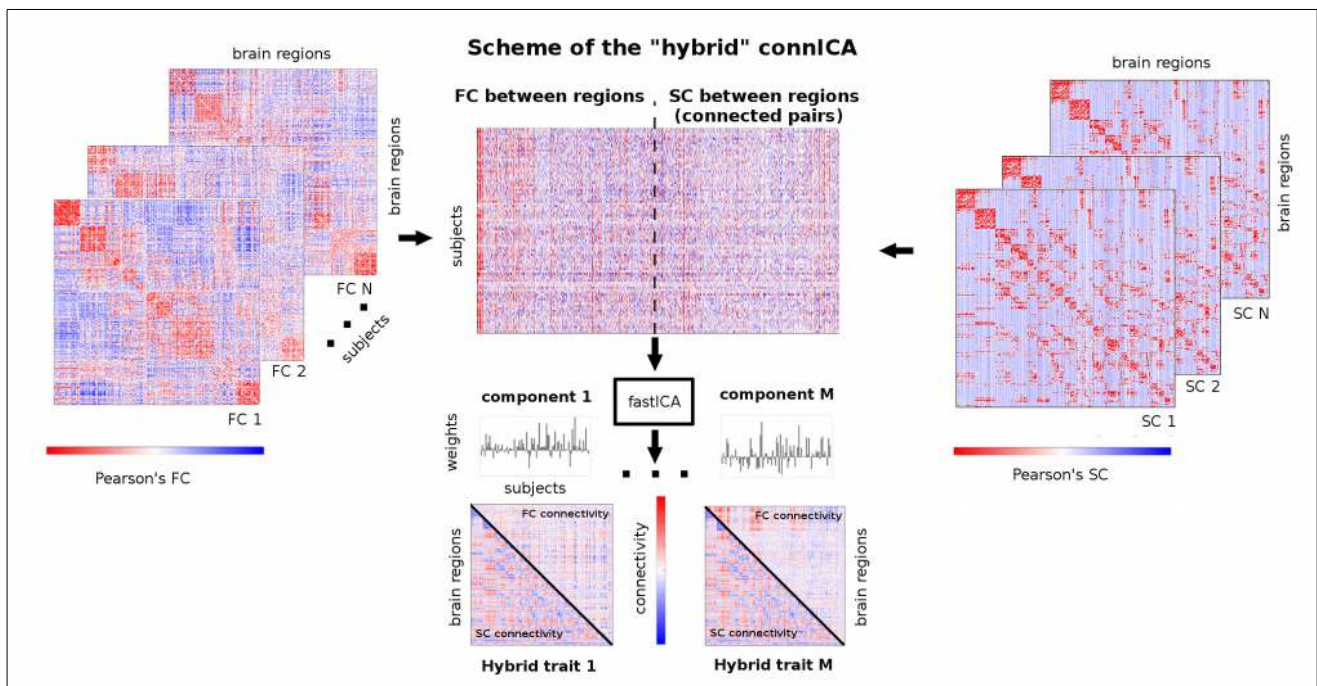 Scheme of the "hybrid" connICA
brain regions
brain regions
FC N
FC 2
FC 1
subjects
Pearson's FC
FC between regions
SC between regions
(connected pairs)
subjects
brain regions
brain regions
SC N
SC 2
SC 1
Pearson's SC
fastICA
component 1
component M
weights
subjects
connectivity
brain regions
FC connectivity
SC connectivity
Hybrid trait 1
FC connectivity
SC connectivity
brain regions
Hybrid trait M